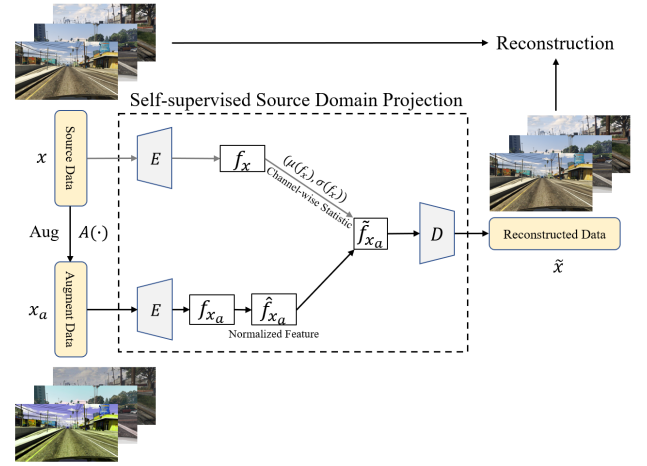 Reconstruction
Self-supervised Source Domain Projection
x
Source Data
E
f_x
(μ(f_x), σ(f_x))
Channel-wise Statistic
Aug
A(·)
f̃_{x_a}
D
Reconstructed Data
x̃
x_a
Augment Data
E
f_{x_a}
f̂_{x_a}
Normalized Feature